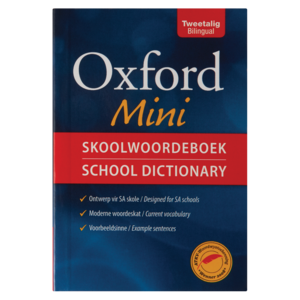 Tweetalig
Bilingual
Oxford
Mini
SKOOLWOORDEBOEK
SCHOOL DICTIONARY
✓ Ontwerp vir SA skole / Designed for SA schools
✓ Moderne woordeskat / Current vocabulary
✓ Voorbeeldsinne / Example sentences